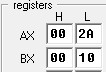 registers
H L
AX 00 2A
BX 00 10